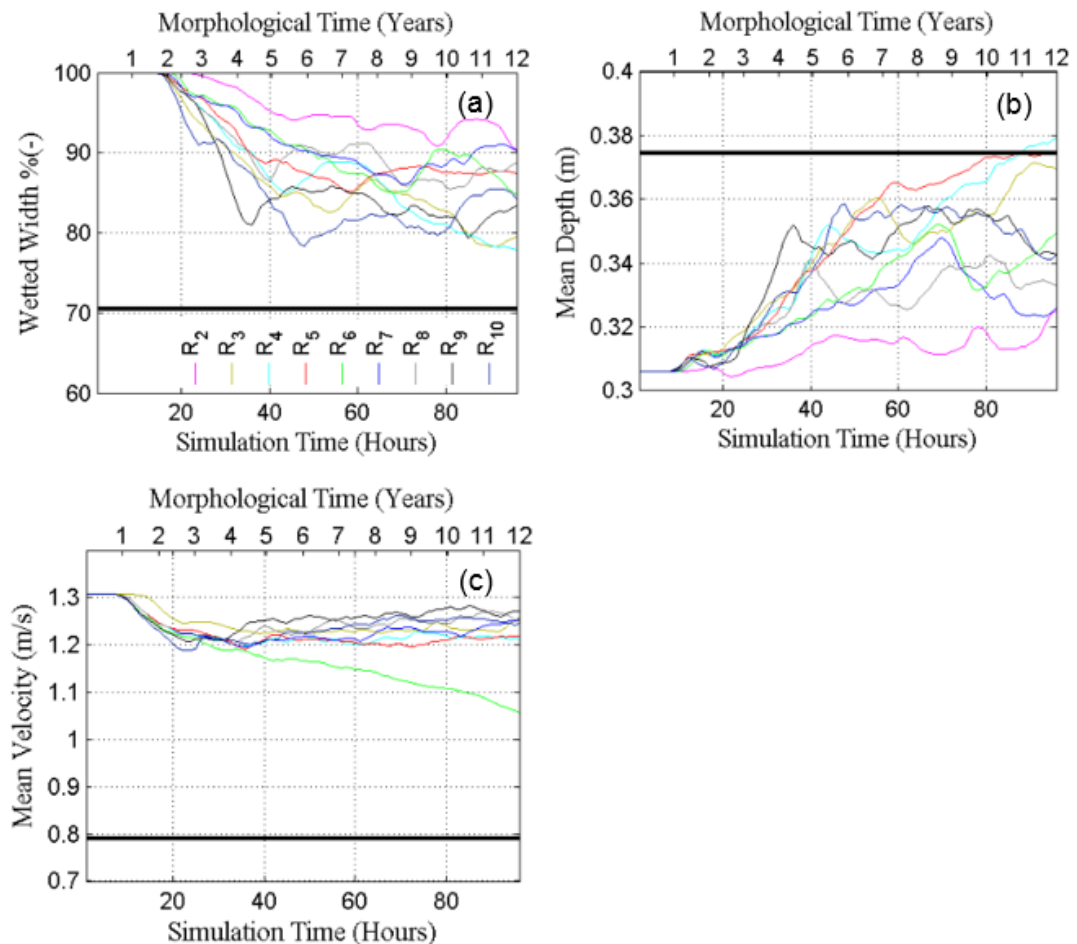 Morphological Time (Years)
1 2 3 4 5 6 7 8 9 10 11 12
100
90
80
70
60
Wetted Width %(-)
(a)
R2 R3 R4 R5 R6 R7 R8 R9 R10
20 40 60 80
Simulation Time (Hours)
Morphological Time (Years)
1 2 3 4 5 6 7 8 9 10 11 12
0.4
0.38
0.36
0.34
0.32
0.3
Mean Depth (m)
(b)
20 40 60 80
Simulation Time (Hours)
Morphological Time (Years)
1 2 3 4 5 6 7 8 9 10 11 12
1.3
1.2
1.1
1
0.9
0.8
0.7
Mean Velocity (m/s)
(c)
20 40 60 80
Simulation Time (Hours)